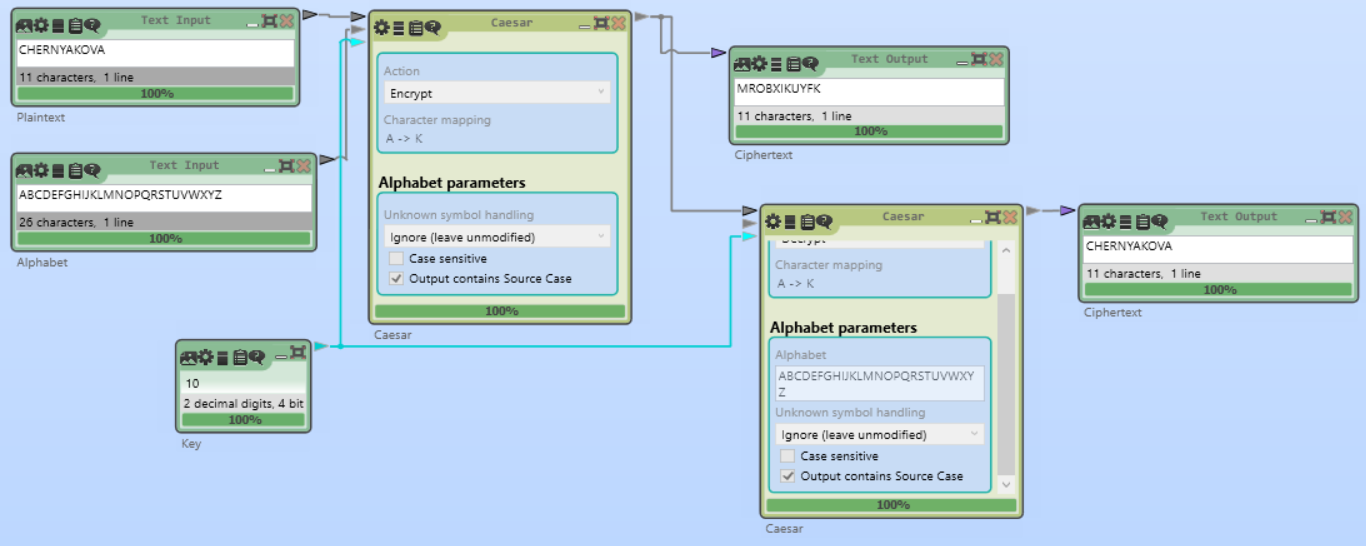 Text Input
CHERNYAKOVA
11 characters, 1 line
100%
Plaintext
Text Input
ABCDEFGHIJKLMNOPQRSTUVWXYZ
26 characters, 1 line
100%
Alphabet
10
2 decimal digits, 4 bit
100%
Key
Caesar
Action
Encrypt
Character mapping
A -> K
Alphabet parameters
Unknown symbol handling
Ignore (leave unmodified)
Case sensitive
Output contains Source Case
100%
Caesar
Text Output
MROBXIKUYFK
11 characters, 1 line
100%
Ciphertext
Caesar
Decrypt
Character mapping
A -> K
Alphabet parameters
Alphabet
ABCDEFGHIJKLMNOPQRSTUVWXY
Z
Unknown symbol handling
Ignore (leave unmodified)
Case sensitive
Output contains Source Case
100%
Caesar
Text Output
CHERNYAKOVA
11 characters, 1 line
100%
Ciphertext